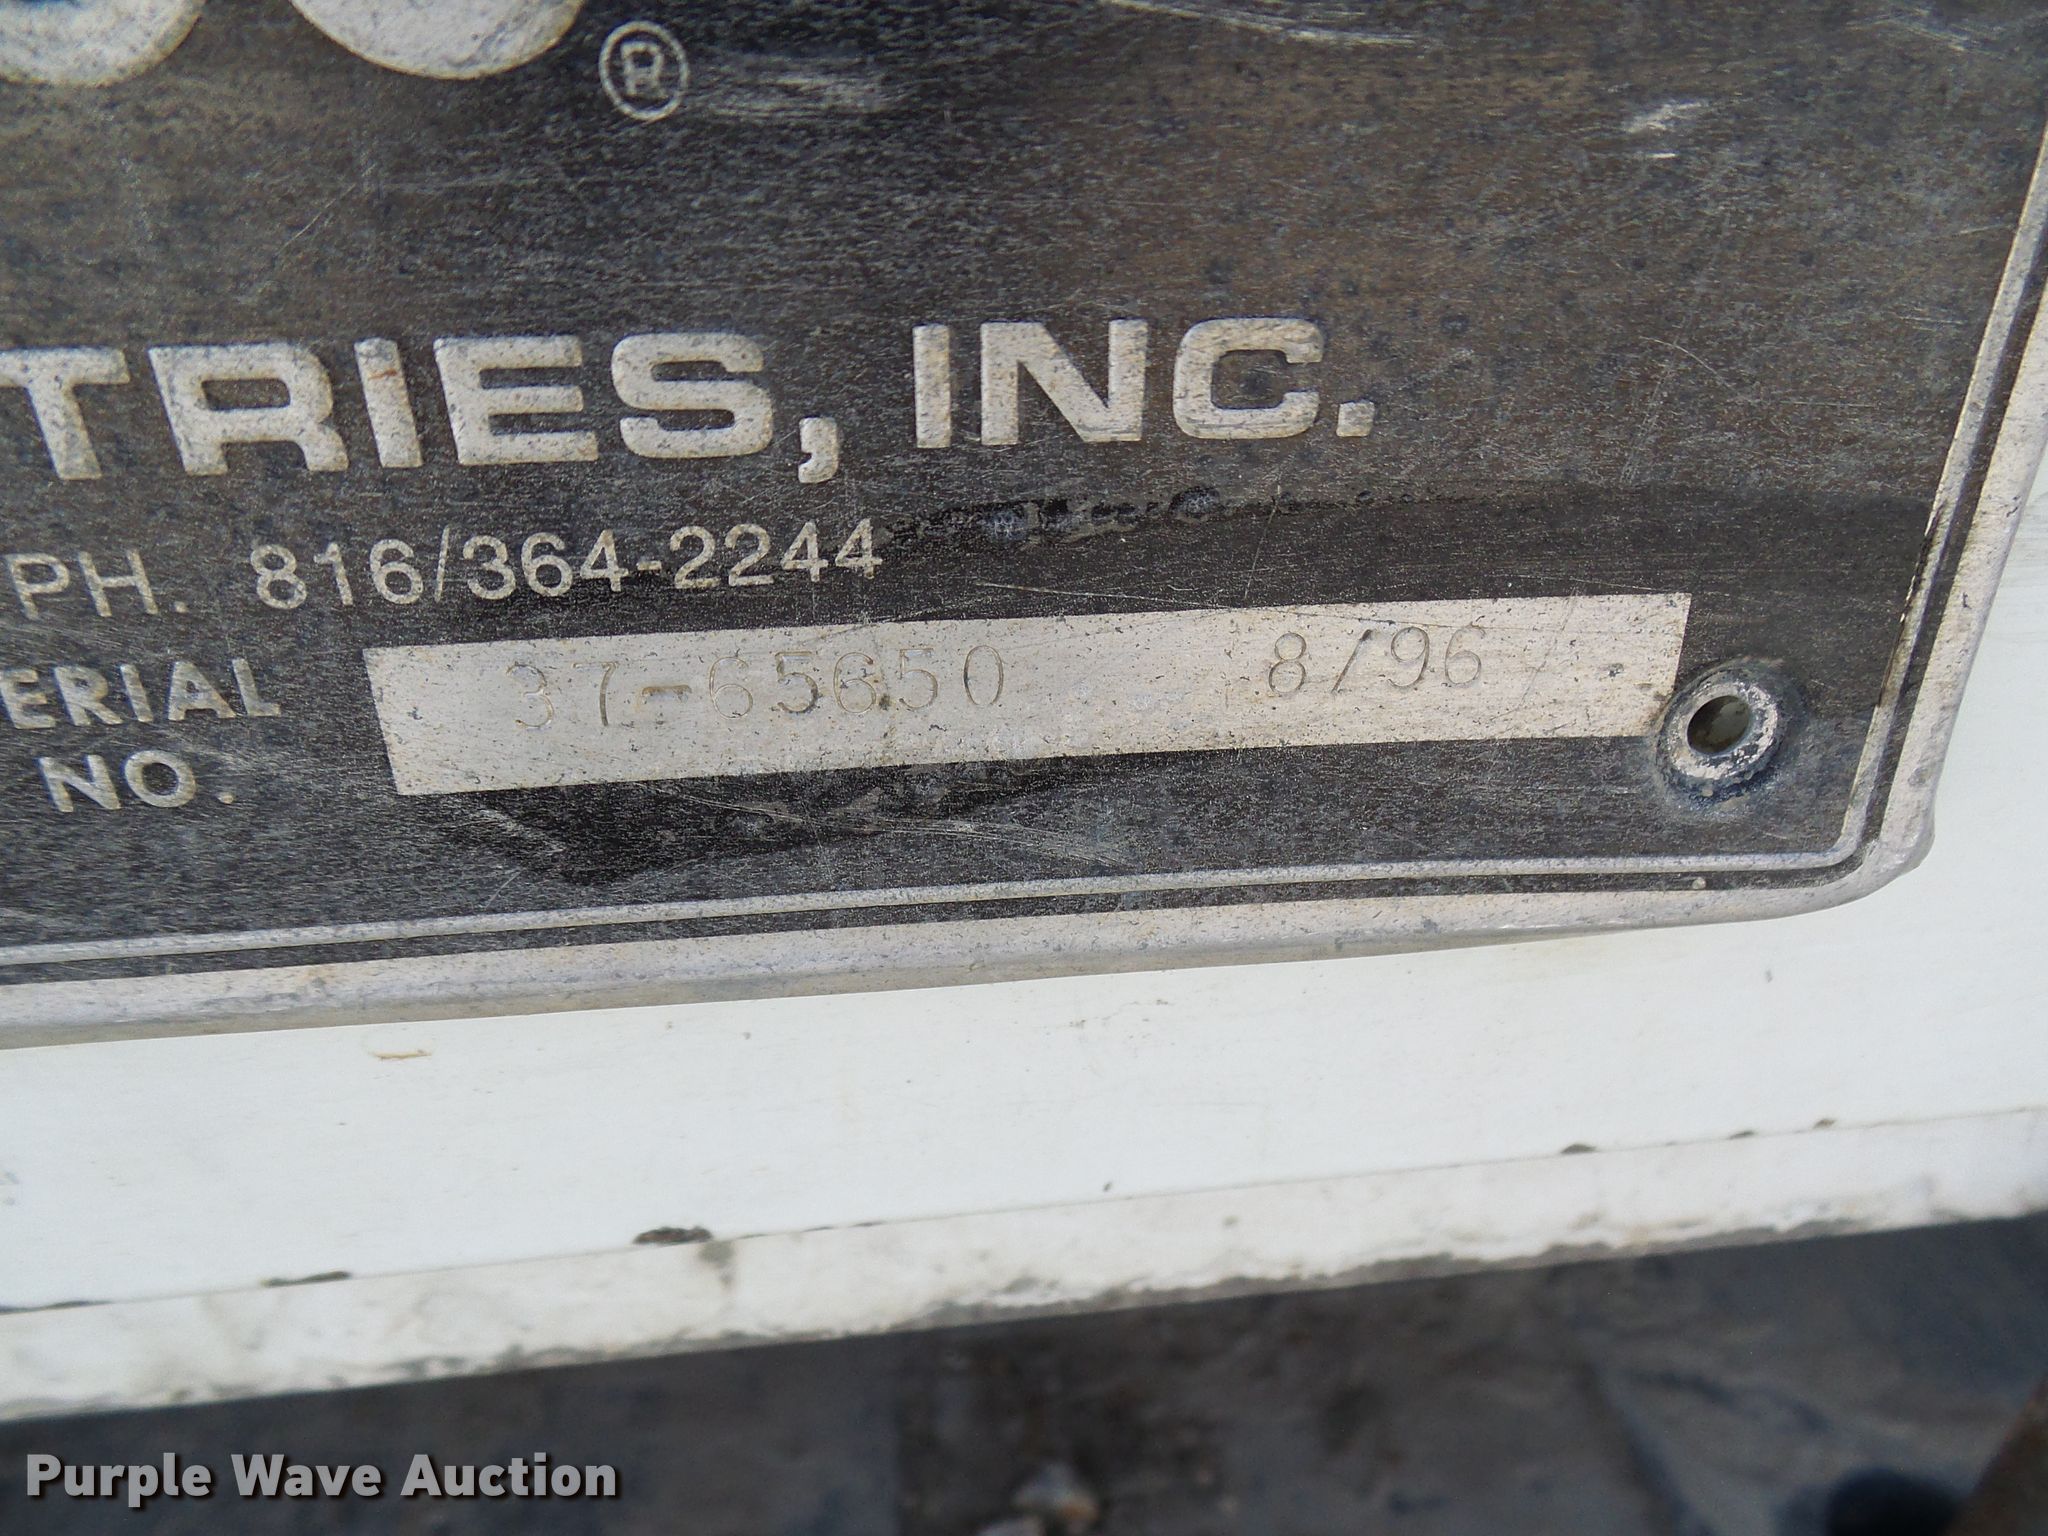 ®
TRIES, INC.
PH. 816/364-2244
ERIAL 37-65650 8/96
NO.
Purple Wave Auction